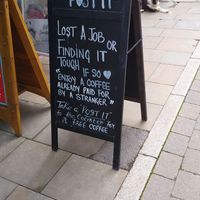 POST IT
LOST A JOB OR
FINDING IT
TOUGH IF SO
"ENJOY A COFFEE
ALREADY PAID FOR
BY A STRANGER"
Take a "POST IT"
to the COUNTER for
A FREE COFFEE